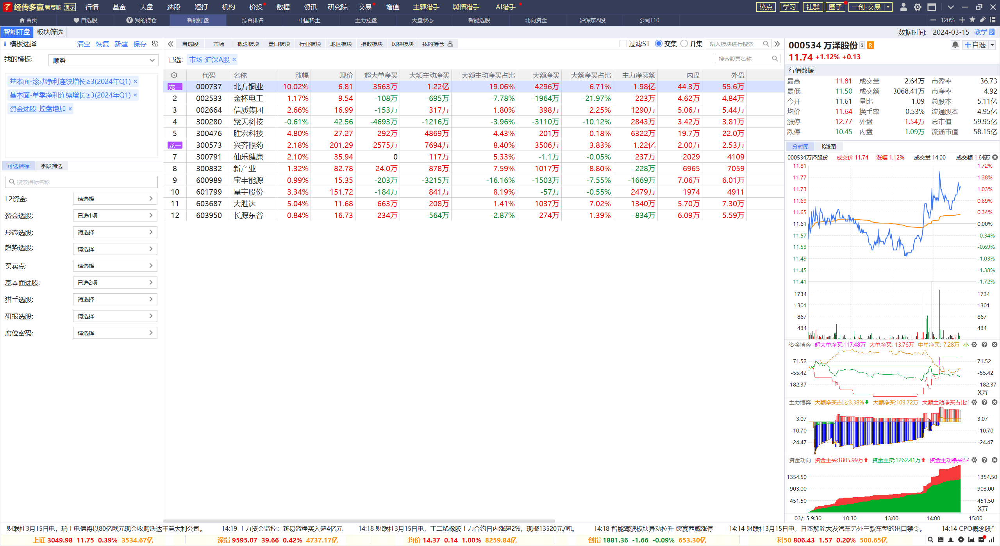 经传多赢 智尊版 演示 行情 基金 大盘 选股 短打 机构 价投 数据 资讯 研究院 交易 增值 主题猎手 舆情猎手 AI猎手 热点 学习 社群 圈子 一创-交易
首页 自选股 我的持仓 智能盯盘 综合排名 中国稀土 主力控盘 大盘状态 智能选股 北向资金 沪深京A股 公司F10 120%
智能盯盘 板块筛选 数据时间: 2024-03-15 教学
模板选择 清空 恢复 新建 保存
我的模板: 顺势
基本面-滚动净利连续增长≥3(2024年Q1) ×
基本面-单季净利连续增长≥3(2024年Q1) ×
资金选股-控盘增加 ×
可选指标 字段筛选
搜索指标名称
L2资金: 请选择
资金选股: 已选1项
形态选股: 请选择
趋势选股: 请选择
买卖点: 请选择
基本面选股: 已选2项
猎手选股: 请选择
研报选股: 请选择
席位密码: 请选择
自选股 市场 概念板块 盘口板块 行业板块 地区板块 指数板块 风格板块 我的持仓 过滤ST 交集 并集 输入板块进行搜索
已选: 市场-沪深A股 × 搜索股票名称
代码 名称 涨幅 现价 超大单净买 大额主动净买 大额主动净买占比 大额净买 大额净买占比 主力净买额 内盘 外盘
龙一 000737 北方铜业 10.02% 6.81 3563万 1.22亿 19.06% 4296万 6.71% 1.98亿 44.3万 55.6万
2 002533 金杯电工 1.17% 9.54 -108万 -695万 -7.78% -1964万 -21.97% 223万 4.62万 4.84万
3 002664 信质集团 2.66% 16.99 -153万 317万 1.80% 398万 2.25% 1290万 5.06万 5.44万
4 300280 紫天科技 -0.61% 42.56 -4693万 -1216万 -3.96% -3110万 -10.12% 2843万 3.42万 3.81万
5 300476 胜宏科技 4.80% 27.27 292万 4869万 4.43% 201万 0.18% 6322万 19.7万 22.0万
龙一 300573 兴齐眼药 2.18% 201.29 2575万 7694万 8.40% 3506万 3.83% 1.22亿 2.00万 2.53万
7 300791 仙乐健康 2.10% 35.94 0 117万 5.33% -1.1万 -0.05% 237万 2029 4109
8 300832 新产业 1.32% 82.78 24.0万 878万 7.59% 1017万 8.80% -228万 6965 7059
9 600989 宝丰能源 0.99% 15.35 -203万 -3215万 -16.16% -1503万 -7.55% -1669万 7.06万 6.01万
10 601799 星宇股份 3.34% 151.72 -184万 841万 8.19% -57万 -0.55% 2479万 1974 4911
11 603687 大胜达 5.04% 11.68 663万 208万 1.41% 1037万 7.02% 1340万 5.70万 7.30万
12 603950 长源东谷 0.84% 16.73 234万 -564万 -2.87% 274万 1.39% -834万 6.09万 5.59万
000534 万泽股份 i R 自选
11.74 +1.12% +0.13
行情数据
最高 11.81 成交量 2.64万 市盈率 36.73
最低 11.50 成交额 3068.41万 市净率 4.92
今开 11.61 量比 1.09 总股本 5.11亿
均价 11.64 换手率 0.53% 流通股本 4.95亿
涨停 12.77 外盘 1.54万 总市值 59.95亿
跌停 10.45 内盘 1.09万 流通市值 58.15亿
分时图 K线图
000534万泽股份 成交价 11.74 涨幅 1.12% 成交量 14.00 成交额 1.64万
11.81 1.72%
11.77 1.38%
11.73 1.03%
11.69 0.69%
11.65 0.34%
11.61 0.00%
11.57 -0.34%
11.53 -0.69%
11.49 -1.03%
11.45 -1.38%
11.41 -1.72%
1734 1734
1301 1301
867 867
434 434
资金博弈 超大单净买:117.48万 大单净买:-13.76万 中单净买:-7.28万 小
71.52 71.52
-55.42 -55.42
-182.37 -182.37
X万
主力博弈 大额净买占比:3.38% 大额净买:103.72万 大额主动净买占比:1
3.07 3.07
-10.70 -10.70
-24.47 -24.47
资金动向 资金主买:1805.99万 资金主卖:1262.41万 资金主动净买:54
1354.50 1354.50
903.00 903.00
451.50 451.50
X万
03/15 9:30 10:30 13:00 14:00 15:00
财联社3月15日电，瑞士电信将以80亿欧元现金收购沃达丰意大利公司。 14:19 主力资金监控：新易盛净买入超4亿元 14:18 财联社3月15日电，丁二烯橡胶主力合约日内涨超2%，现报13520元/吨。 14:18 智能驾驶板块异动拉升 德赛西威涨停 14:14 财联社3月15日电，日本解除大发汽车另外三款车型的出口禁令。 14:14 CPO概念股
上证 3049.98 11.75 0.39% 3534.67亿 深指 9595.07 39.66 0.42% 4737.17亿 均价 14.37 0.14 1.00% 8259.84亿 创指 1881.36 -1.66 -0.09% 653.30亿 科50 806.43 1.57 0.20% 500.65亿